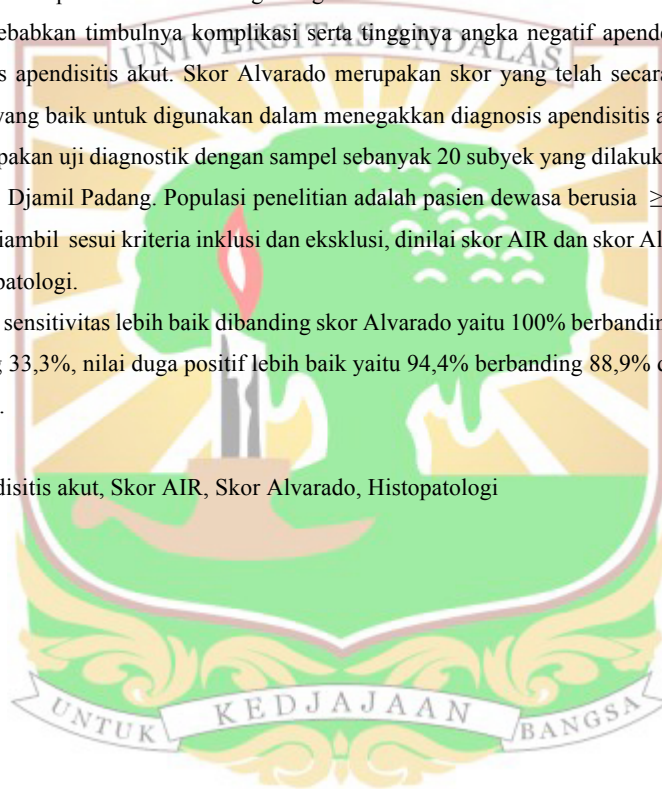 ebabkan timbulnya komplikasi serta tingginya angka negatif apend
UNIVERSITAS ANDALAS
s apendisitis akut. Skor Alvarado merupakan skor yang telah secar
yang baik untuk digunakan dalam menegakkan diagnosis apendisitis a
pakan uji diagnostik dengan sampel sebanyak 20 subyek yang dilakuk
Djamil Padang. Populasi penelitian adalah pasien dewasa berusia ≥
iambil sesui kriteria inklusi dan eksklusi, dinilai skor AIR dan skor Al
patologi.
sensitivitas lebih baik dibanding skor Alvarado yaitu 100% berbandin
g 33,3%, nilai duga positif lebih baik yaitu 94,4% berbanding 88,9% d
.
disitis akut, Skor AIR, Skor Alvarado, Histopatologi
UNTUK KEDJAJAAN BANGSA